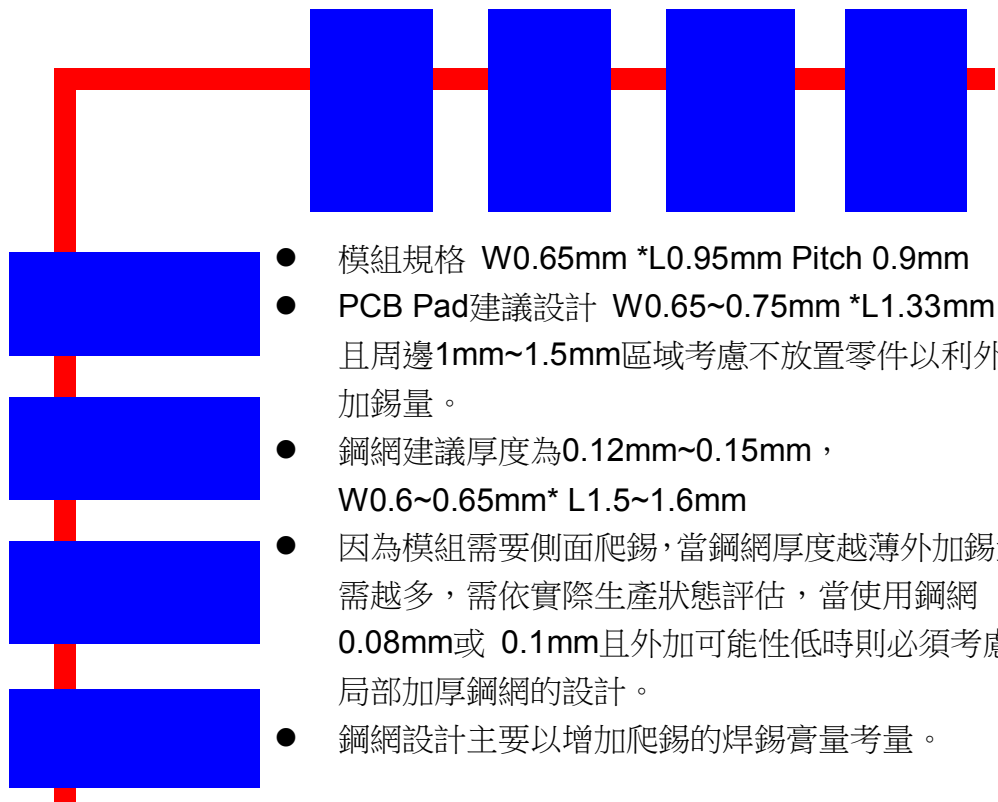 ● 模組規格 W0.65mm *L0.95mm Pitch 0.9mm
● PCB Pad建議設計 W0.65~0.75mm *L1.33mm
且周邊1mm~1.5mm區域考慮不放置零件以利外
加錫量。
● 鋼網建議厚度為0.12mm~0.15mm，
W0.6~0.65mm* L1.5~1.6mm
● 因為模組需要側面爬錫，當鋼網厚度越薄外加錫
需越多，需依實際生產狀態評估，當使用鋼網
0.08mm或 0.1mm且外加可能性低時則必須考慮
局部加厚鋼網的設計。
● 鋼網設計主要以增加爬錫的焊錫膏量考量。